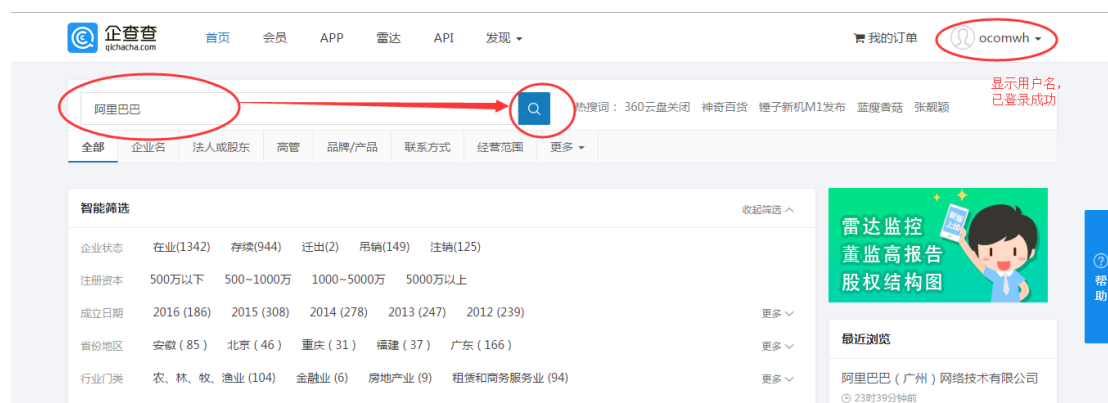 企查查
qichacha.com
首页 会员 APP 雷达 API 发现
我的订单
ocomwh
显示用户名，
已登录成功
阿里巴巴
热搜词： 360云盘关闭 神奇百货 锤子新机M1发布 蓝瘦香菇 张靓颖
全部 企业名 法人或股东 高管 品牌/产品 联系方式 经营范围 更多
智能筛选 收起筛选
企业状态 在业(1342) 存续(944) 迁出(2) 吊销(149) 注销(125)
注册资本 500万以下 500~1000万 1000~5000万 5000万以上
成立日期 2016 (186) 2015 (308) 2014 (278) 2013 (247) 2012 (239) 更多
省份地区 安徽 ( 85 ) 北京 ( 46 ) 重庆 ( 31 ) 福建 ( 37 ) 广东 ( 166 ) 更多
行业门类 农、林、牧、渔业 (104) 金融业 (6) 房地产业 (9) 租赁和商务服务业 (94) 更多
雷达监控
董监高报告
股权结构图
新版
上线
帮
助
最近浏览
阿里巴巴（广州）网络技术有限公司
23时39分钟前